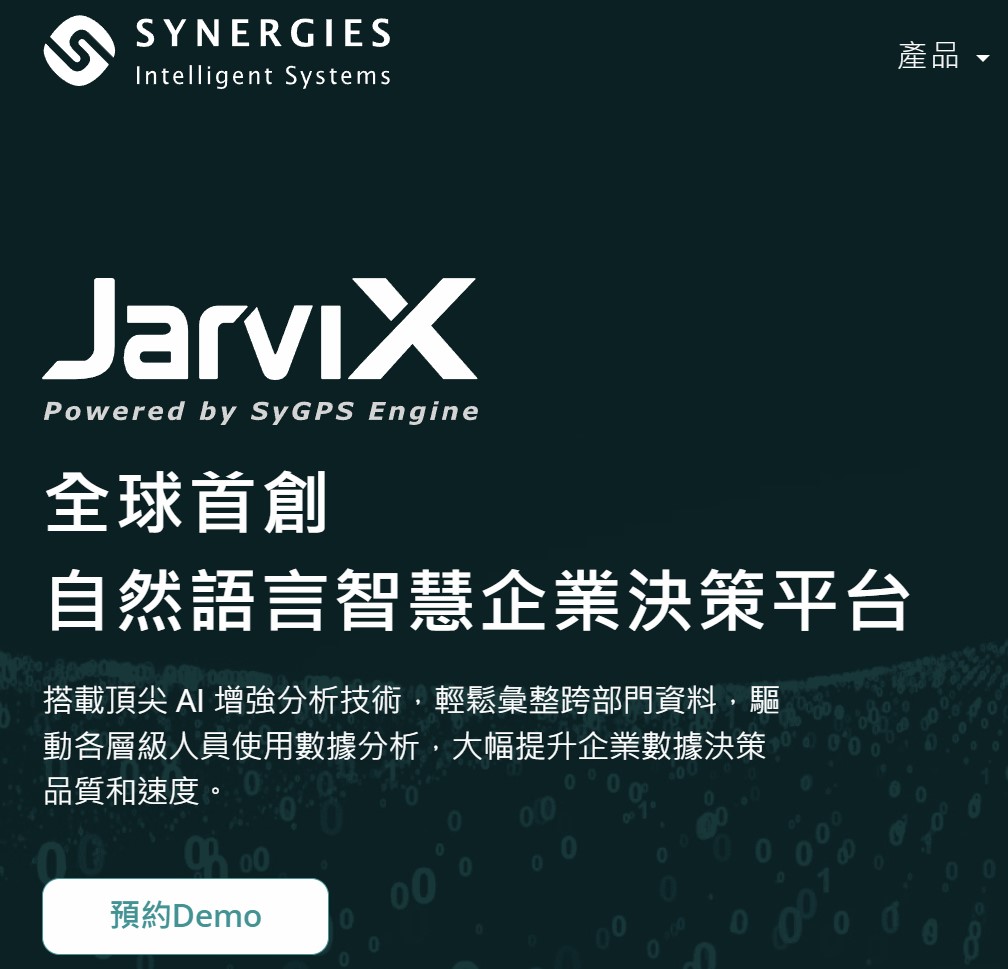 SYNERGIES
Intelligent Systems
產品
JarviX
Powered by SyGPS Engine
全球首創
自然語言智慧企業決策平台
搭載頂尖 AI 增強分析技術，輕鬆彙整跨部門資料，驅
動各層級人員使用數據分析，大幅提升企業數據決策
品質和速度。
預約Demo